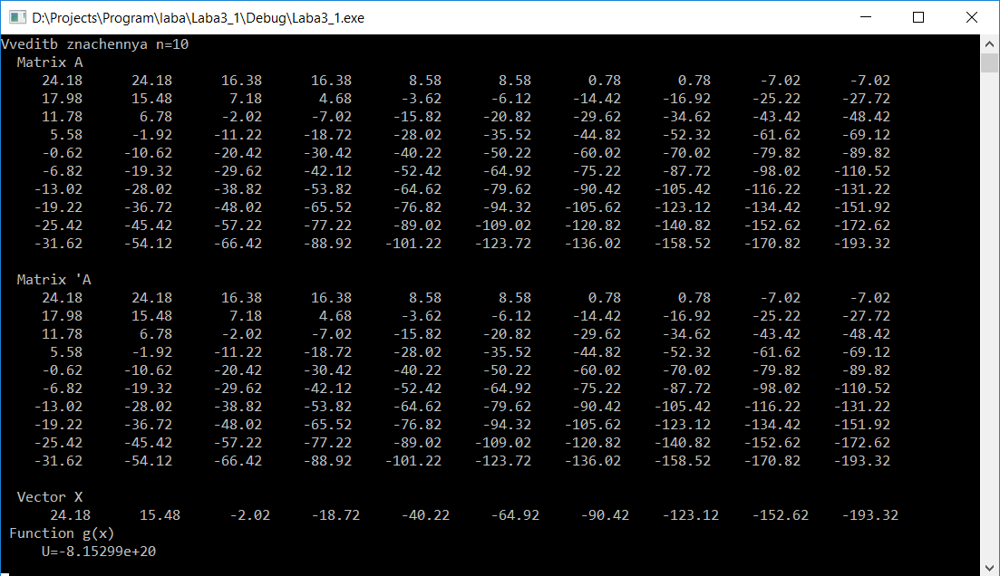 D:\Projects\Program\laba\Laba3_1\Debug\Laba3_1.exe
Vveditb znachennya n=10
Matrix A
24.18 24.18 16.38 16.38 8.58 8.58 0.78 0.78 -7.02 -7.02
17.98 15.48 7.18 4.68 -3.62 -6.12 -14.42 -16.92 -25.22 -27.72
11.78 6.78 -2.02 -7.02 -15.82 -20.82 -29.62 -34.62 -43.42 -48.42
5.58 -1.92 -11.22 -18.72 -28.02 -35.52 -44.82 -52.32 -61.62 -69.12
-0.62 -10.62 -20.42 -30.42 -40.22 -50.22 -60.02 -70.02 -79.82 -89.82
-6.82 -19.32 -29.62 -42.12 -52.42 -64.92 -75.22 -87.72 -98.02 -110.52
-13.02 -28.02 -38.82 -53.82 -64.62 -79.62 -90.42 -105.42 -116.22 -131.22
-19.22 -36.72 -48.02 -65.52 -76.82 -94.32 -105.62 -123.12 -134.42 -151.92
-25.42 -45.42 -57.22 -77.22 -89.02 -109.02 -120.82 -140.82 -152.62 -172.62
-31.62 -54.12 -66.42 -88.92 -101.22 -123.72 -136.02 -158.52 -170.82 -193.32
Matrix 'A
24.18 24.18 16.38 16.38 8.58 8.58 0.78 0.78 -7.02 -7.02
17.98 15.48 7.18 4.68 -3.62 -6.12 -14.42 -16.92 -25.22 -27.72
11.78 6.78 -2.02 -7.02 -15.82 -20.82 -29.62 -34.62 -43.42 -48.42
5.58 -1.92 -11.22 -18.72 -28.02 -35.52 -44.82 -52.32 -61.62 -69.12
-0.62 -10.62 -20.42 -30.42 -40.22 -50.22 -60.02 -70.02 -79.82 -89.82
-6.82 -19.32 -29.62 -42.12 -52.42 -64.92 -75.22 -87.72 -98.02 -110.52
-13.02 -28.02 -38.82 -53.82 -64.62 -79.62 -90.42 -105.42 -116.22 -131.22
-19.22 -36.72 -48.02 -65.52 -76.82 -94.32 -105.62 -123.12 -134.42 -151.92
-25.42 -45.42 -57.22 -77.22 -89.02 -109.02 -120.82 -140.82 -152.62 -172.62
-31.62 -54.12 -66.42 -88.92 -101.22 -123.72 -136.02 -158.52 -170.82 -193.32
Vector X
24.18 15.48 -2.02 -18.72 -40.22 -64.92 -90.42 -123.12 -152.62 -193.32
Function g(x)
U=-8.15299e+20